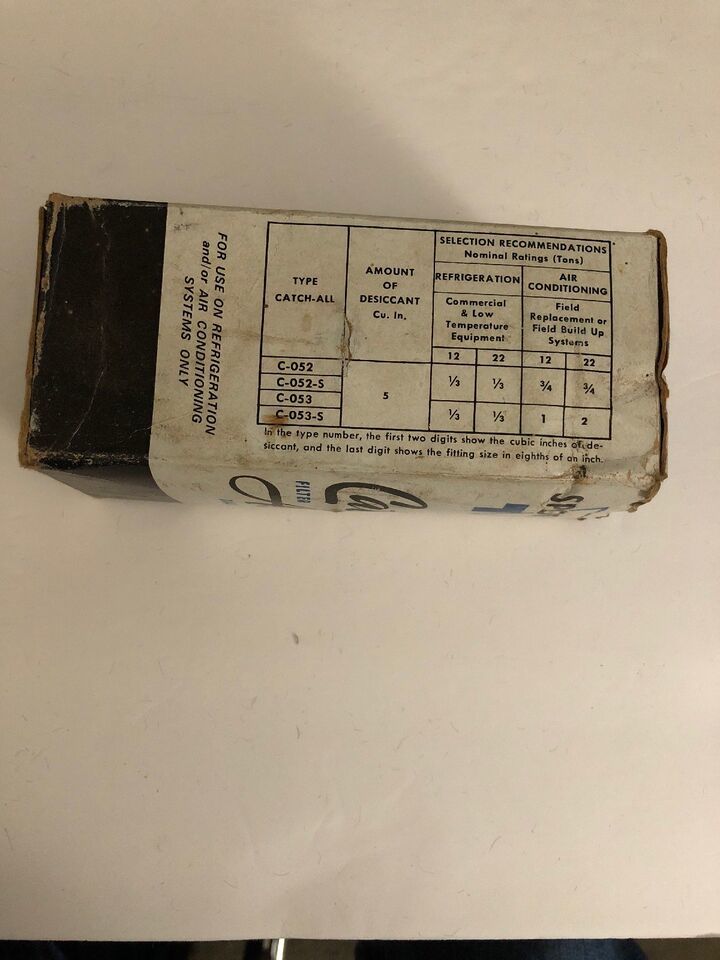 FOR USE ON REFRIGERATION
and/or AIR CONDITIONING
SYSTEMS ONLY
TYPE
CATCH-ALL
AMOUNT
OF
DESICCANT
Cu. In.
SELECTION RECOMMENDATIONS
Nominal Ratings (Tons)
REFRIGERATION
AIR
CONDITIONING
Commercial
& Low
Temperature
Equipment
Field
Replacement or
Field Build Up
Systems
12 22 12 22
C-052
C-052-S
C-053
C-053-S
5
1/3 1/3 3/4 3/4
1/3 1/3 1 2
In the type number, the first two digits show the cubic inches of de-
siccant, and the last digit shows the fitting size in eighths of an inch.
FILTER